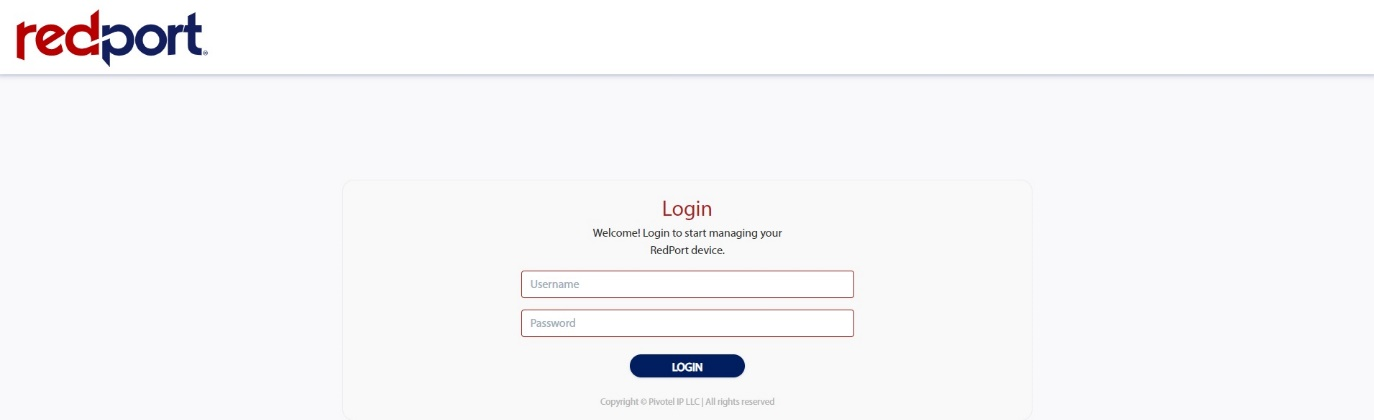 redport®
Login
Welcome! Login to start managing your
RedPort device.
Username
Password
LOGIN
Copyright © Pivotel IP LLC | All rights reserved